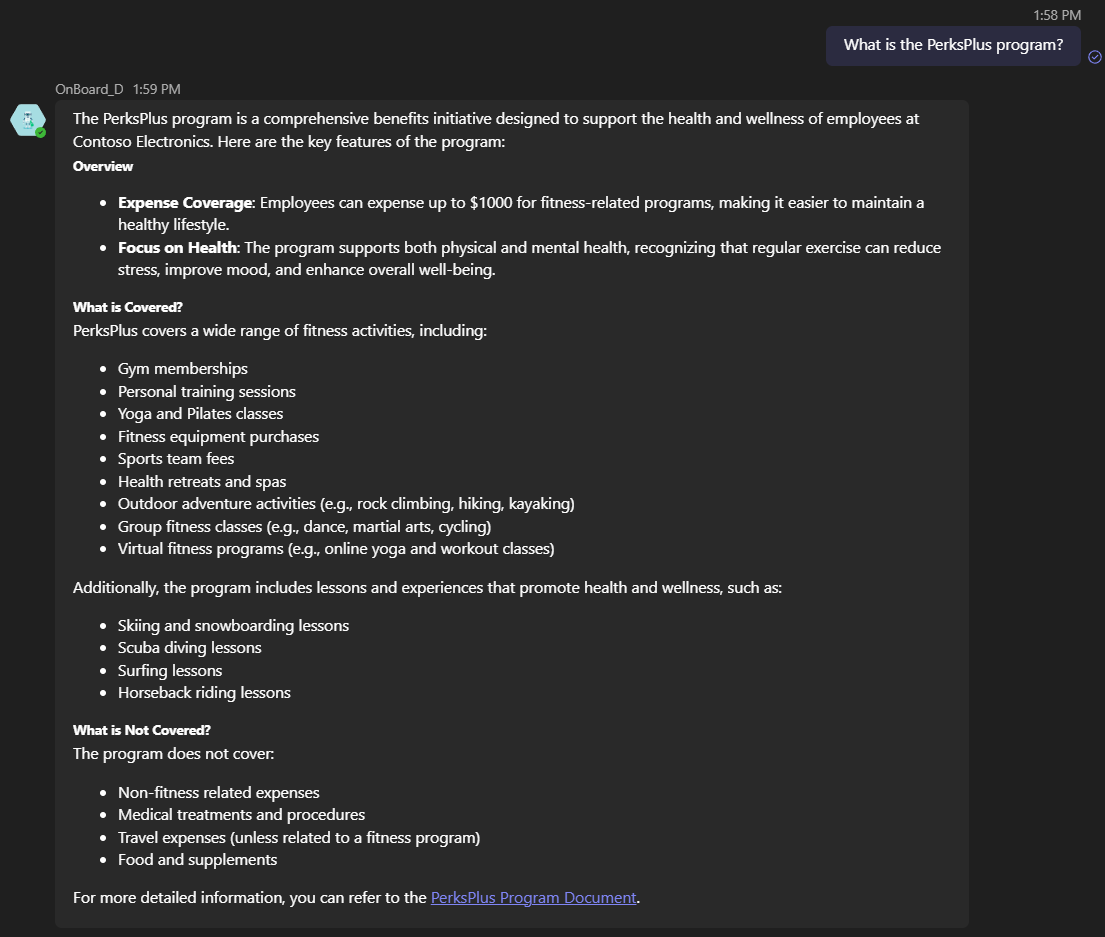 1:58 PM
What is the PerksPlus program?
OnBoard_D 1:59 PM
The PerksPlus program is a comprehensive benefits initiative designed to support the health and wellness of employees at
Contoso Electronics. Here are the key features of the program:
Overview
• Expense Coverage: Employees can expense up to $1000 for fitness-related programs, making it easier to maintain a
healthy lifestyle.
• Focus on Health: The program supports both physical and mental health, recognizing that regular exercise can reduce
stress, improve mood, and enhance overall well-being.
What is Covered?
PerksPlus covers a wide range of fitness activities, including:
• Gym memberships
• Personal training sessions
• Yoga and Pilates classes
• Fitness equipment purchases
• Sports team fees
• Health retreats and spas
• Outdoor adventure activities (e.g., rock climbing, hiking, kayaking)
• Group fitness classes (e.g., dance, martial arts, cycling)
• Virtual fitness programs (e.g., online yoga and workout classes)
Additionally, the program includes lessons and experiences that promote health and wellness, such as:
• Skiing and snowboarding lessons
• Scuba diving lessons
• Surfing lessons
• Horseback riding lessons
What is Not Covered?
The program does not cover:
• Non-fitness related expenses
• Medical treatments and procedures
• Travel expenses (unless related to a fitness program)
• Food and supplements
For more detailed information, you can refer to the PerksPlus Program Document.